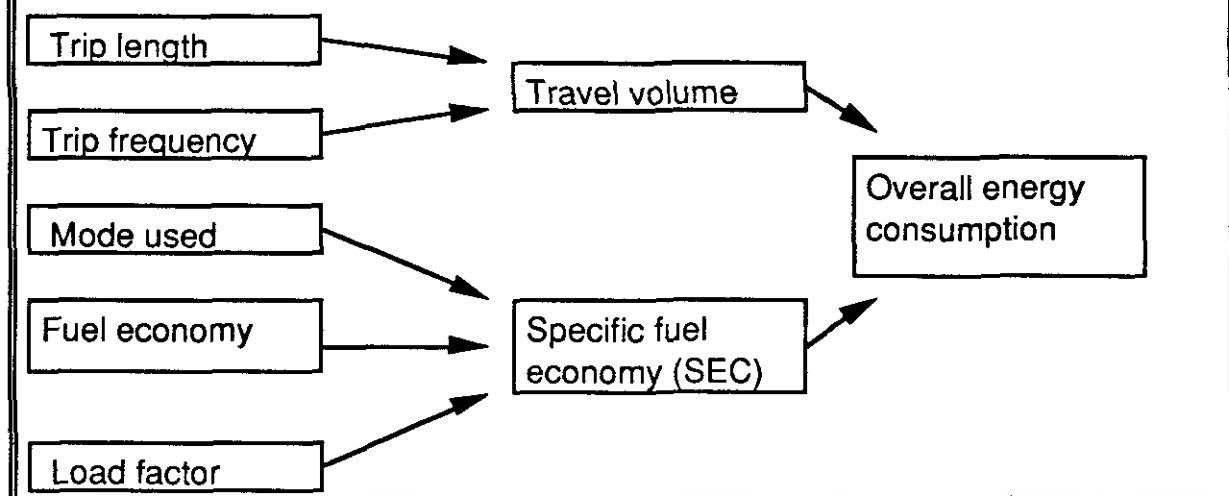 Trip length
Travel volume
Trip frequency
Overall energy
consumption
Mode used
Fuel economy
Specific fuel
economy (SEC)
Load factor